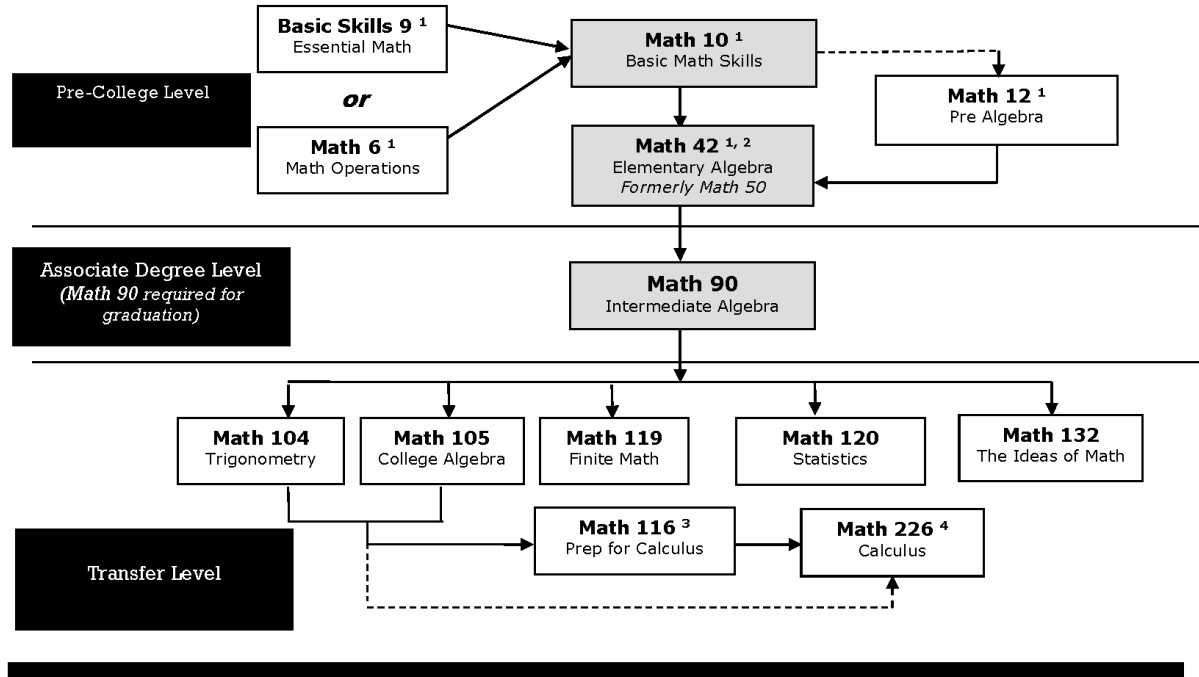 Basic Skills 9 ¹
Essential Math
or
Math 6 ¹
Math Operations
Math 10 ¹
Basic Math Skills
Math 12 ¹
Pre Algebra
Pre-College Level
Math 42 ¹, ²
Elementary Algebra
Formerly Math 50
Associate Degree Level
(Math 90 required for
graduation)
Math 90
Intermediate Algebra
Math 104
Trigonometry
Math 105
College Algebra
Math 119
Finite Math
Math 120
Statistics
Math 132
The Ideas of Math
Transfer Level
Math 116 ³
Prep for Calculus
Math 226 ⁴
Calculus